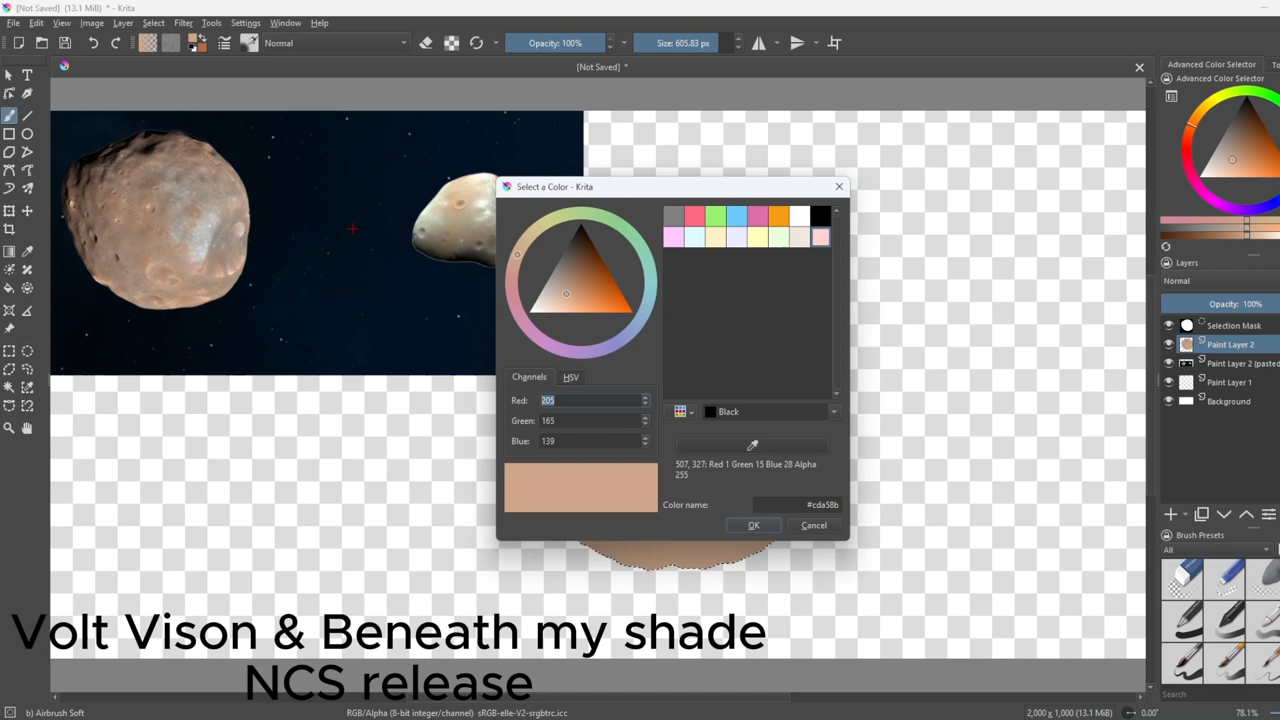 [Not Saved] (13.1 MiB) * - Krita
File Edit View Image Layer Select Filter Tools Settings Window Help
Normal Opacity: 100% Size: 605.83 px
[Not Saved] *
Advanced Color Selector To
Advanced Color Selector
Select a Color - Krita
Layers
Normal
Opacity: 100%
Selection Mask
Paint Layer 2
Paint Layer 2 (pasted
Paint Layer 1
Background
Channels HSV
Red: 205
Green: 165
Blue: 139
Black
507, 327: Red 1 Green 15 Blue 28 Alpha
255
Color name: #cda58b
OK Cancel
Brush Presets
All
Search
Volt Vison & Beneath my shade
NCS release
b) Airbrush Soft RGB/Alpha (8-bit integer/channel) sRGB-elle-V2-srgbtrc.icc 2,000 x 1,000 (13.1 MiB) 0.00° 78.1%